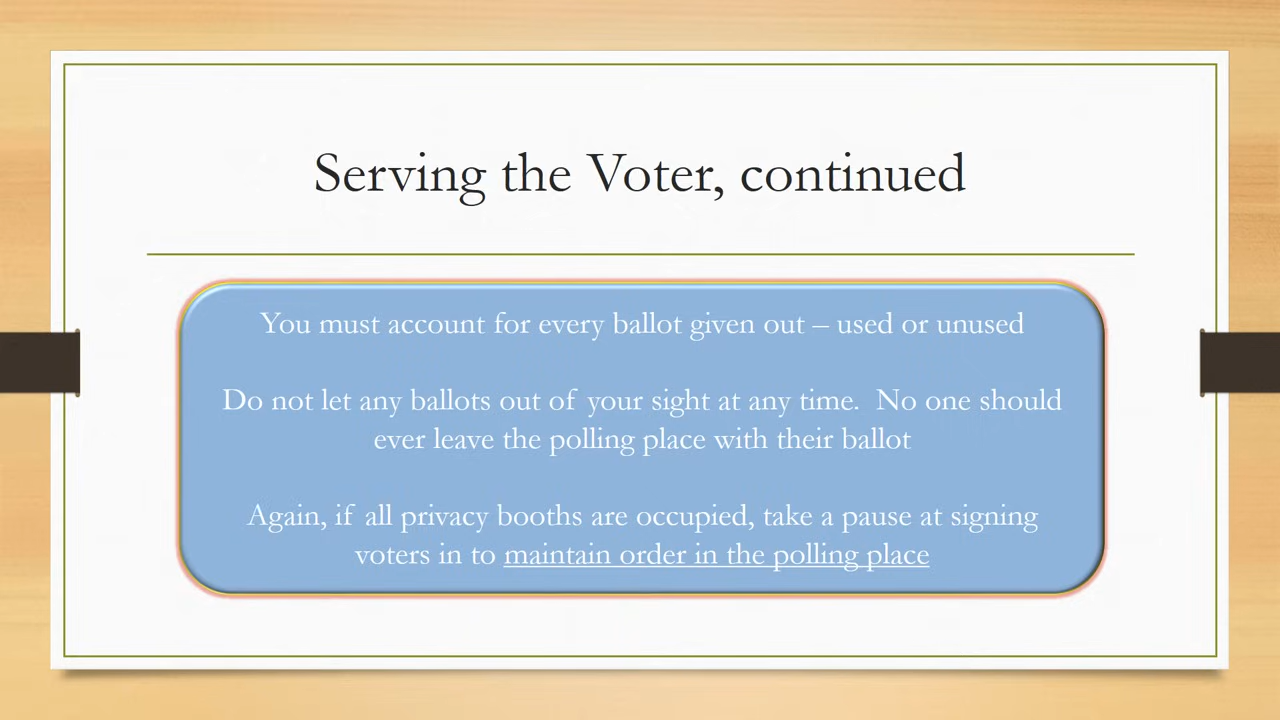 Serving the Voter, continued
You must account for every ballot given out – used or unused
Do not let any ballots out of your sight at any time.  No one should
ever leave the polling place with their ballot
Again, if all privacy booths are occupied, take a pause at signing
voters in to maintain order in the polling place